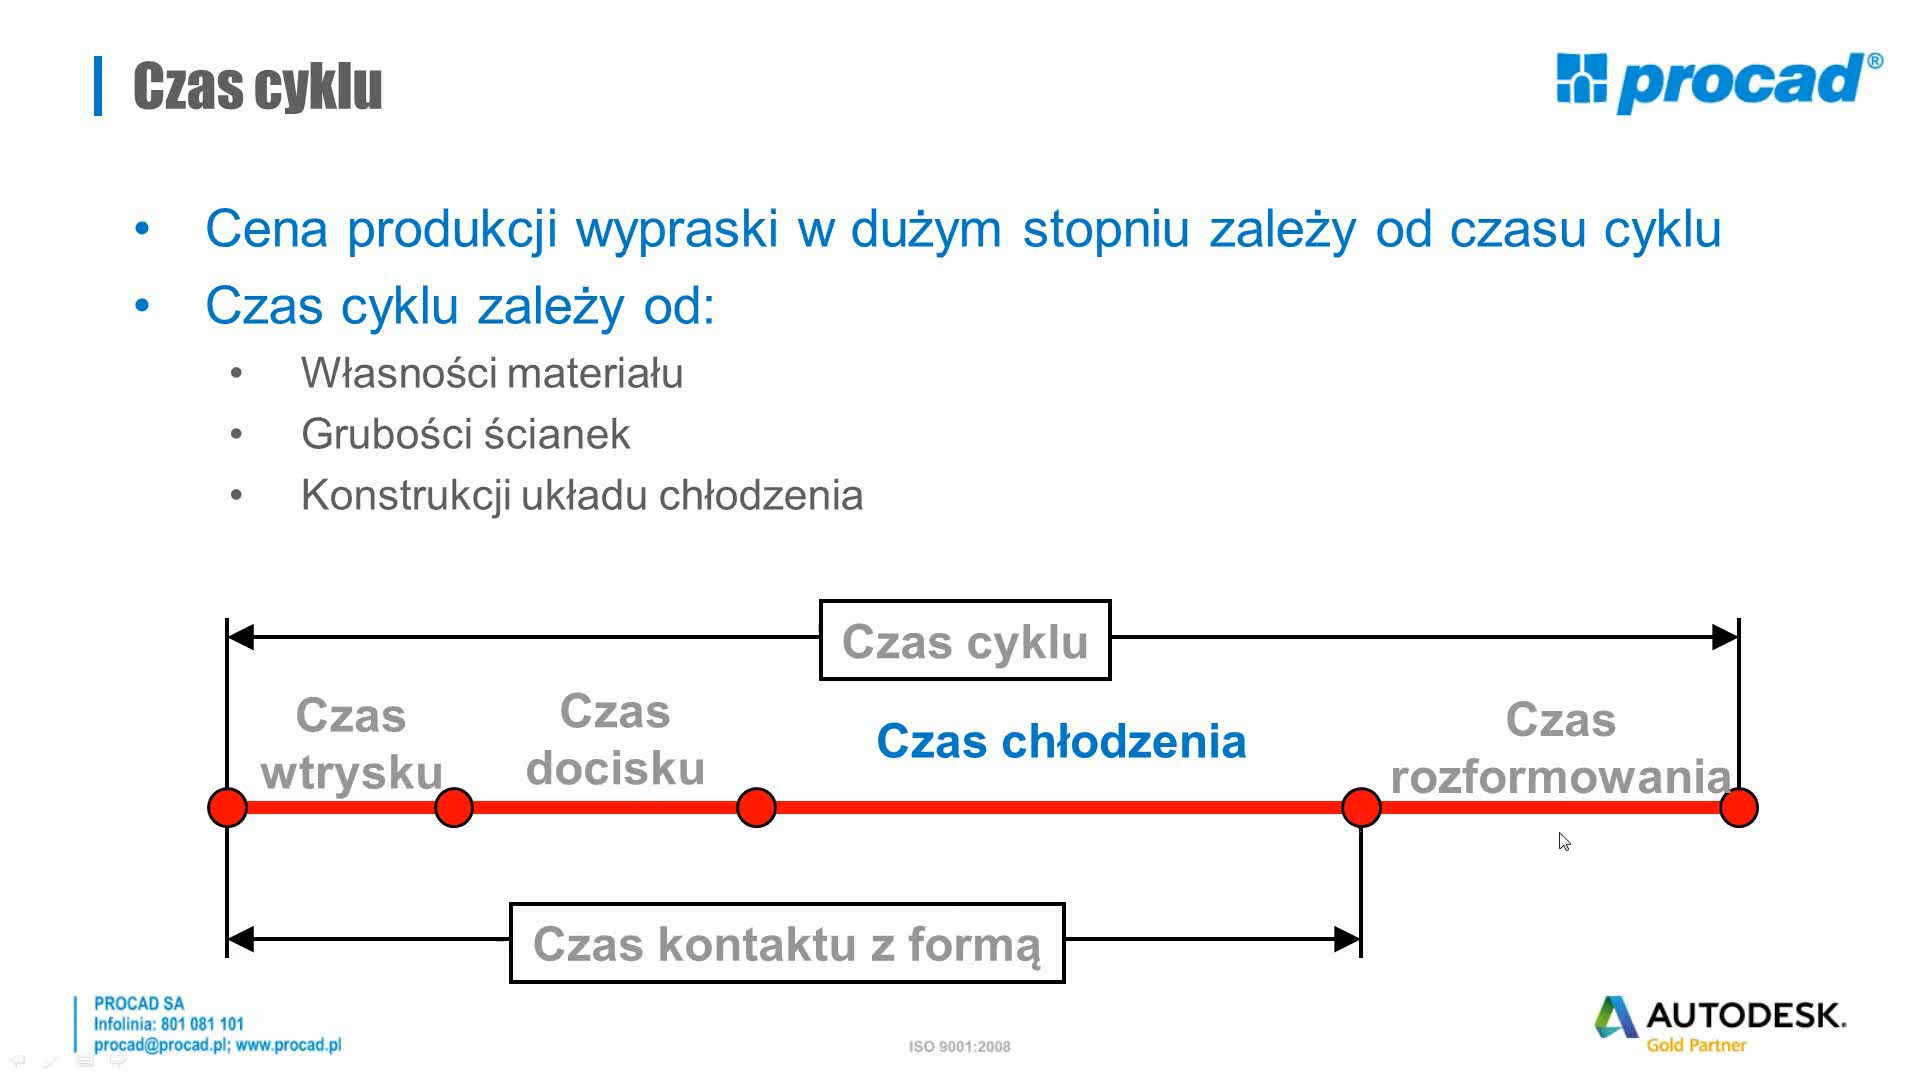 Czas cyklu
procad®
• Cena produkcji wypraski w dużym stopniu zależy od czasu cyklu
• Czas cyklu zależy od:
• Własności materiału
• Grubości ścianek
• Konstrukcji układu chłodzenia
Czas cyklu
Czas
wtrysku
Czas
docisku
Czas chłodzenia
Czas
rozformowania
Czas kontaktu z formą
PROCAD SA
Infolinia: 801 081 101
procad@procad.pl; www.procad.pl
ISO 9001:2008
AUTODESK.
Gold Partner